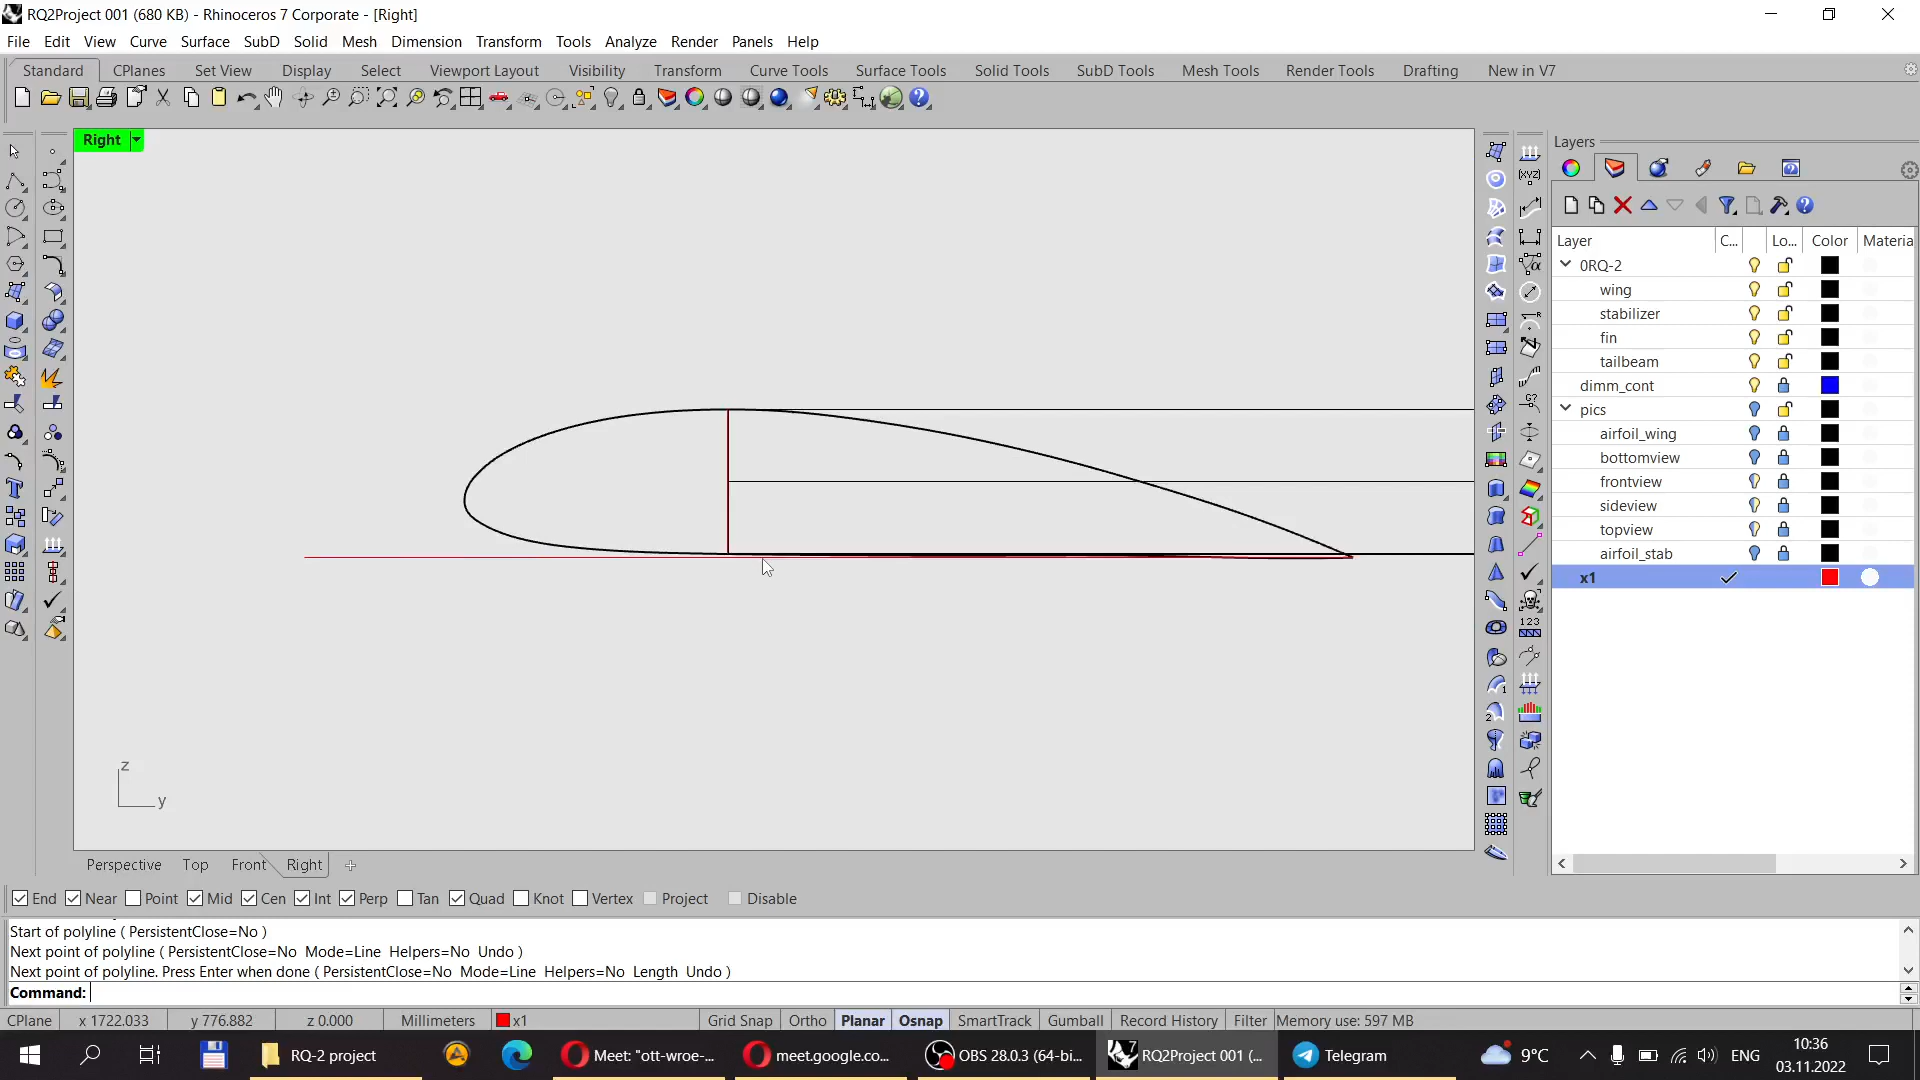 RQ2Project 001 (680 KB) - Rhinoceros 7 Corporate - [Right]
File Edit View Curve Surface SubD Solid Mesh Dimension Transform Tools Analyze Render Panels Help
Standard CPlanes Set View Display Select Viewport Layout Visibility Transform Curve Tools Surface Tools Solid Tools SubD Tools Mesh Tools Render Tools Drafting New in V7
Right
Layers
Layer C... Lo... Color Materia
0RQ-2
wing
stabilizer
fin
tailbeam
dimm_cont
pics
airfoil_wing
bottomview
frontview
sideview
topview
airfoil_stab
x1
z
y
Perspective Top Front Right
End Near Point Mid Cen Int Perp Tan Quad Knot Vertex Project Disable
Start of polyline ( PersistentClose=No )
Next point of polyline ( PersistentClose=No Mode=Line Helpers=No Undo )
Next point of polyline. Press Enter when done ( PersistentClose=No Mode=Line Helpers=No Length Undo )
Command:
CPlane x 1722.033 y 776.882 z 0.000 Millimeters x1 Grid Snap Ortho Planar Osnap SmartTrack Gumball Record History Filter Memory use: 597 MB
RQ-2 project Meet: "ott-wroe-... meet.google.co... OBS 28.0.3 (64-bi... RQ2Project 001 (... Telegram 9°C ENG 10:36
03.11.2022